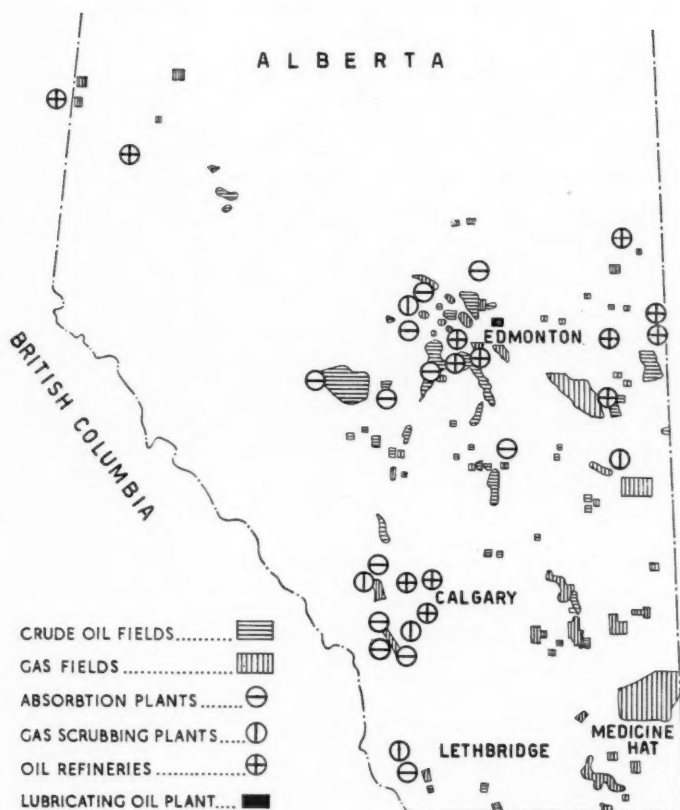 ALBERTA
BRITISH COLUMBIA
EDMONTON
CALGARY
LETHBRIDGE
MEDICINE
HAT
CRUDE OIL FIELDS
GAS FIELDS
ABSORBTION PLANTS
GAS SCRUBBING PLANTS
OIL REFINERIES
LUBRICATING OIL PLANT